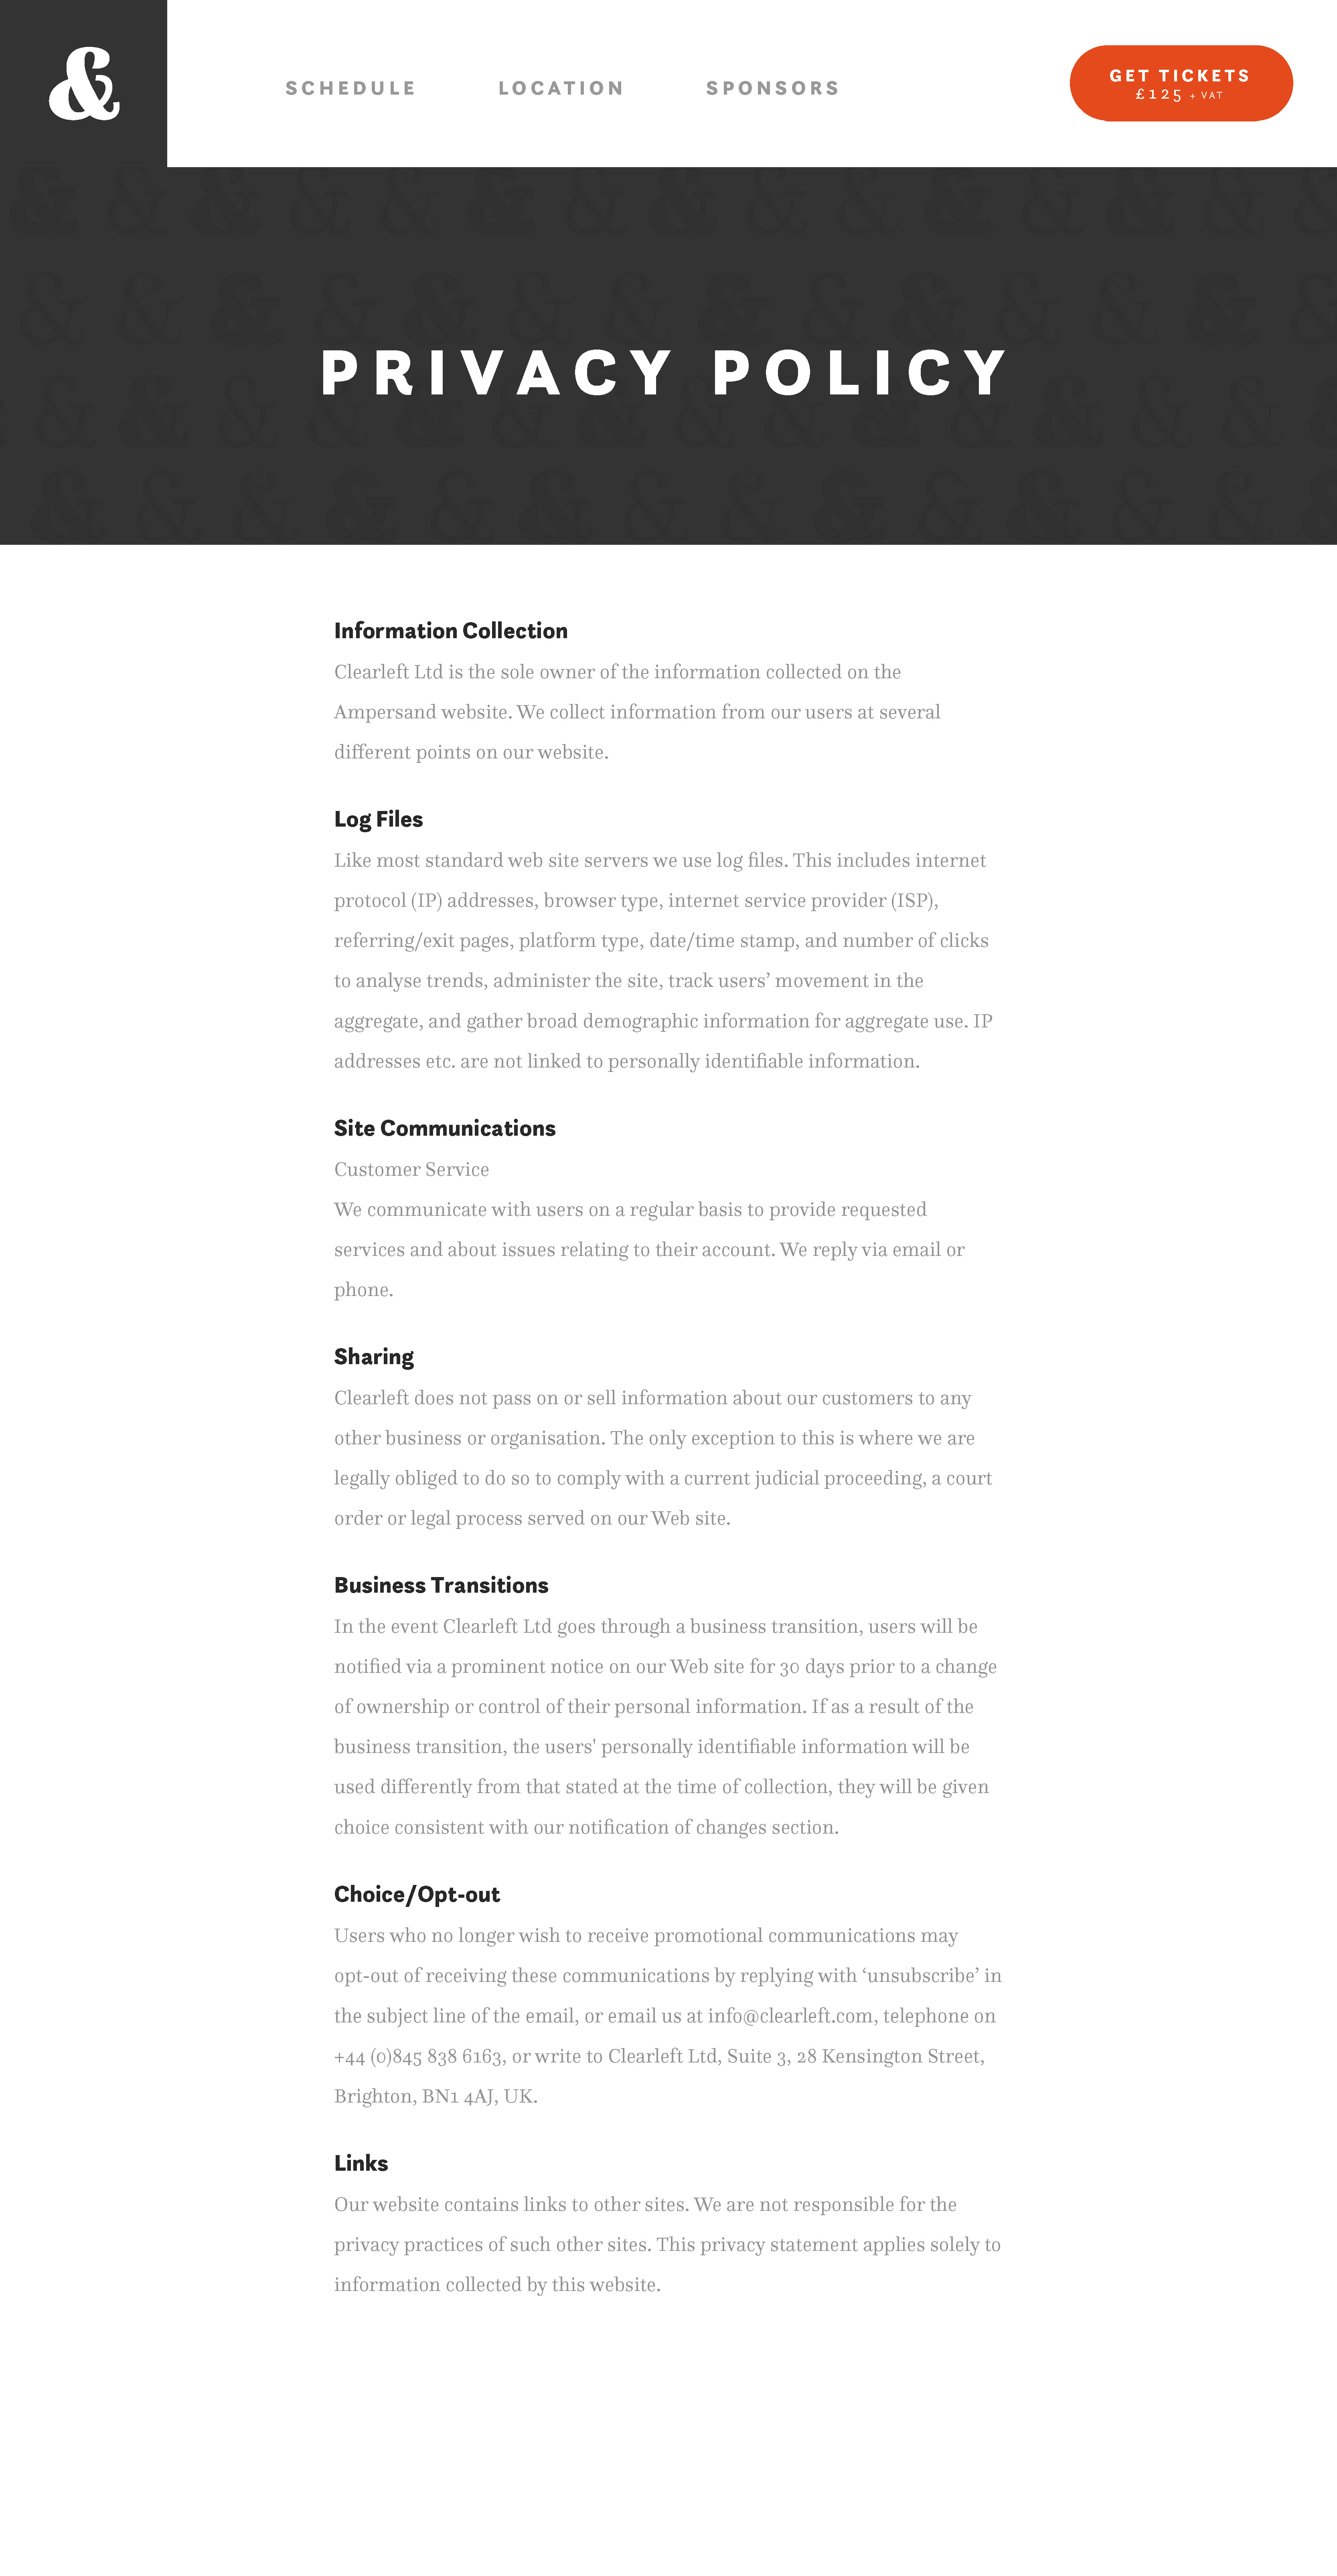 &
SCHEDULE
LOCATION
SPONSORS
GET TICKETS
£125 + VAT
PRIVACY POLICY
Information Collection
Clearleft Ltd is the sole owner of the information collected on the
Ampersand website. We collect information from our users at several
different points on our website.
Log Files
Like most standard web site servers we use log files. This includes internet
protocol (IP) addresses, browser type, internet service provider (ISP),
referring/exit pages, platform type, date/time stamp, and number of clicks
to analyse trends, administer the site, track users’ movement in the
aggregate, and gather broad demographic information for aggregate use. IP
addresses etc. are not linked to personally identifiable information.
Site Communications
Customer Service
We communicate with users on a regular basis to provide requested
services and about issues relating to their account. We reply via email or
phone.
Sharing
Clearleft does not pass on or sell information about our customers to any
other business or organisation. The only exception to this is where we are
legally obliged to do so to comply with a current judicial proceeding, a court
order or legal process served on our Web site.
Business Transitions
In the event Clearleft Ltd goes through a business transition, users will be
notified via a prominent notice on our Web site for 30 days prior to a change
of ownership or control of their personal information. If as a result of the
business transition, the users' personally identifiable information will be
used differently from that stated at the time of collection, they will be given
choice consistent with our notification of changes section.
Choice/Opt-out
Users who no longer wish to receive promotional communications may
opt-out of receiving these communications by replying with ‘unsubscribe’ in
the subject line of the email, or email us at info@clearleft.com, telephone on
+44 (0)845 838 6163, or write to Clearleft Ltd, Suite 3, 28 Kensington Street,
Brighton, BN1 4AJ, UK.
Links
Our website contains links to other sites. We are not responsible for the
privacy practices of such other sites. This privacy statement applies solely to
information collected by this website.